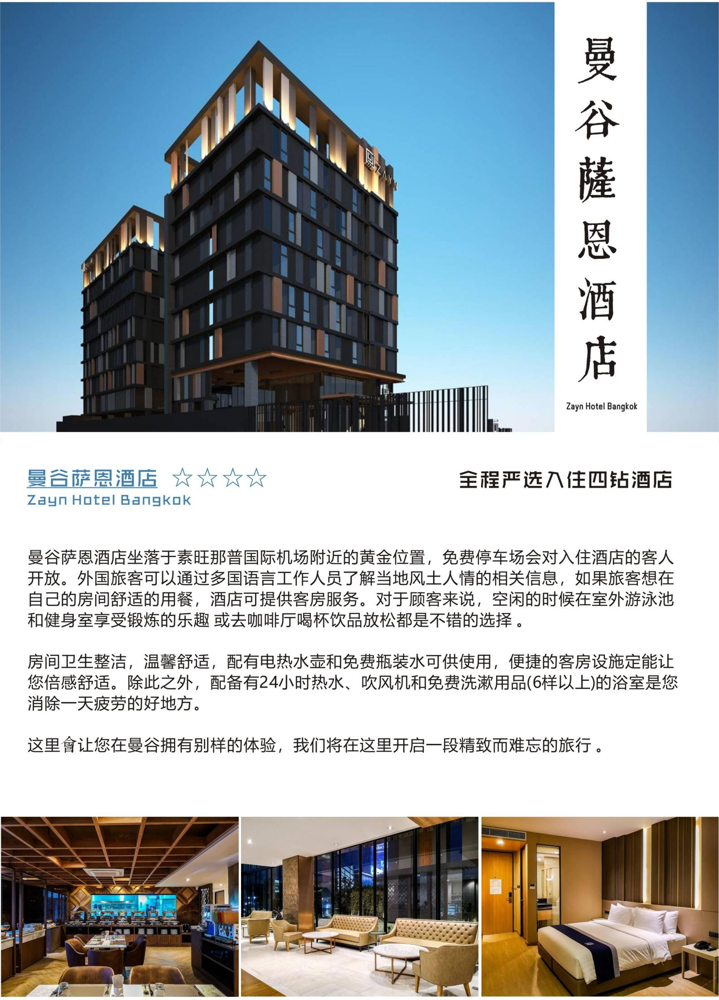 曼谷薩恩酒店
Zayn Hotel Bangkok
ZAYN
ZAYN
曼谷萨恩酒店 ☆☆☆☆
Zayn Hotel Bangkok
全程严选入住四钻酒店
曼谷萨恩酒店坐落于素旺那普国际机场附近的黄金位置，免费停车场会对入住酒店的客人
开放。外国旅客可以通过多国语言工作人员了解当地风土人情的相关信息，如果旅客想在
自己的房间舒适的用餐，酒店可提供客房服务。对于顾客来说，空闲的时候在室外游泳池
和健身室享受锻炼的乐趣 或去咖啡厅喝杯饮品放松都是不错的选择 。
房间卫生整洁，温馨舒适，配有电热水壶和免费瓶装水可供使用，便捷的客房设施定能让
您倍感舒适。除此之外，配备有24小时热水、吹风机和免费洗漱用品(6样以上)的浴室是您
消除一天疲劳的好地方。
这里會让您在曼谷拥有别样的体验，我们将在这里开启一段精致而难忘的旅行 。